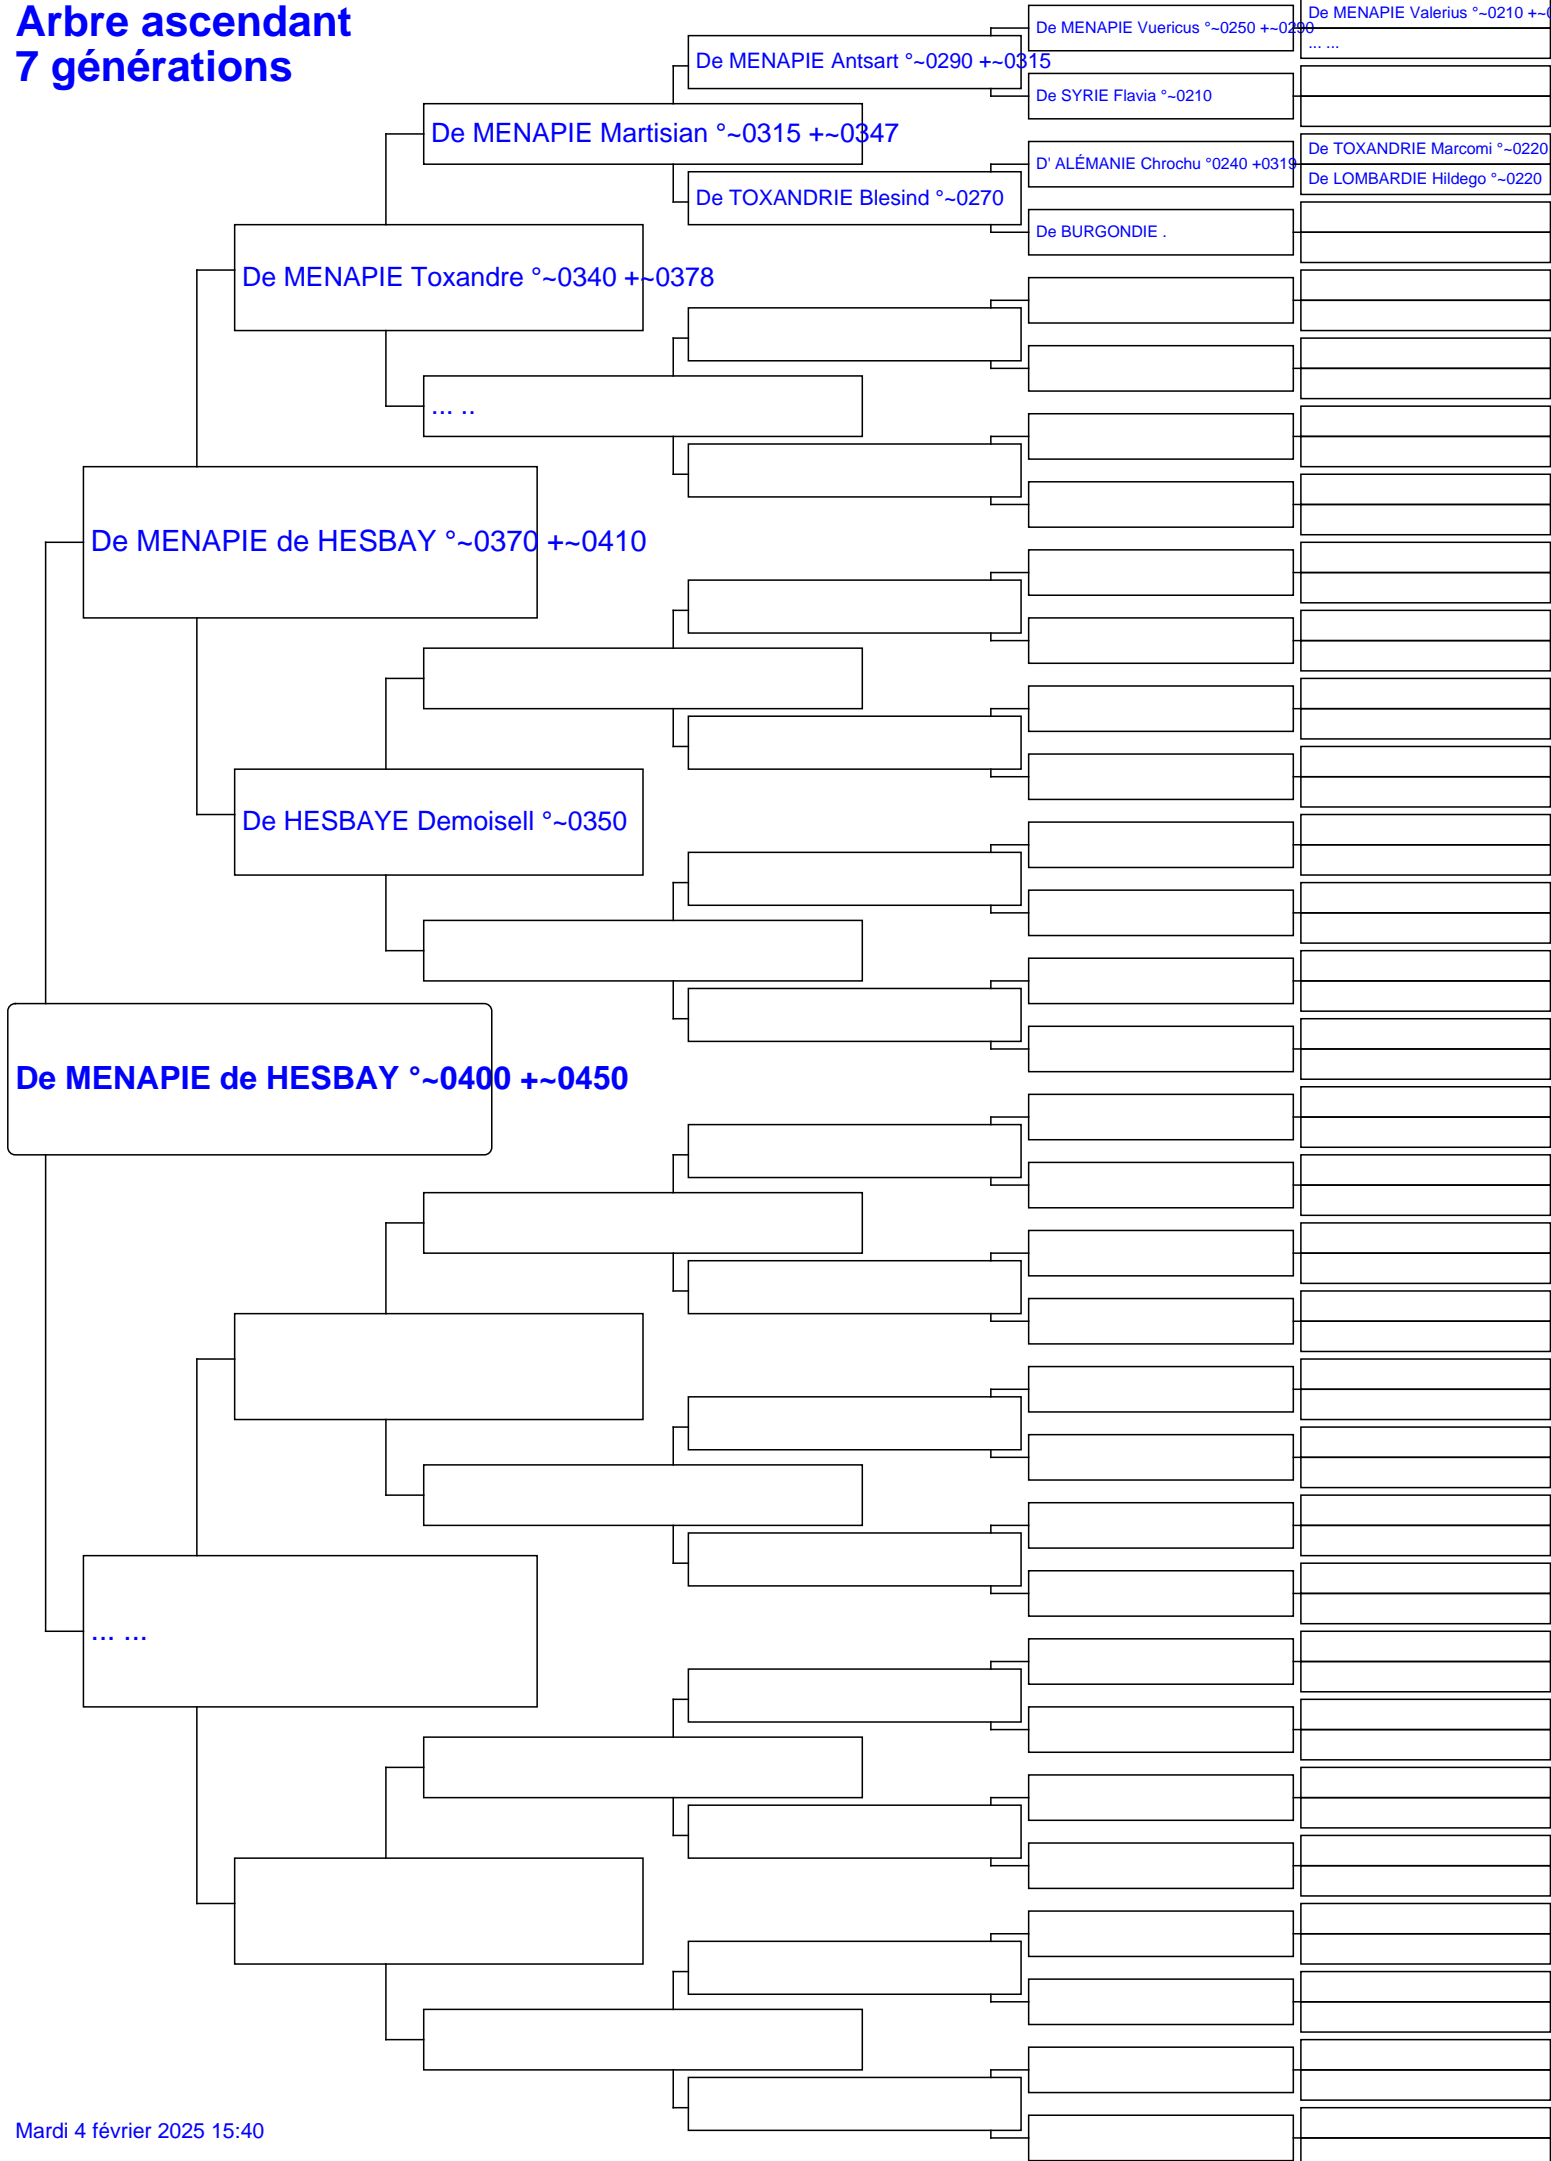 Arbre ascendant
7 générations
De MENAPIE Valerius °~0210 +~
... ...
De MENAPIE Vuericus °~0250 +~0290
De MENAPIE Antsart °~0290 +~0315
De SYRIE Flavia °~0210
De MENAPIE Martisian °~0315 +~0347
De TOXANDRIE Marcomi °~0220
D' ALÉMANIE Chrochu °0240 +0319
De LOMBARDIE Hildego °~0220
De TOXANDRIE Blesind °~0270
De BURGONDIE .
De MENAPIE Toxandre °~0340 +~0378
... ..
De MENAPIE de HESBAY °~0370 +~0410
De HESBAYE Demoisell °~0350
De MENAPIE de HESBAY °~0400 +~0450
... ...
Mardi 4 février 2025 15:40